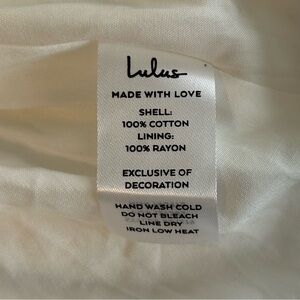 Lulus
MADE WITH LOVE
SHELL:
100% COTTON
LINING:
100% RAYON
EXCLUSIVE OF
DECORATION
HAND WASH COLD
DO NOT BLEACH
LINE DRY
IRON LOW HEAT